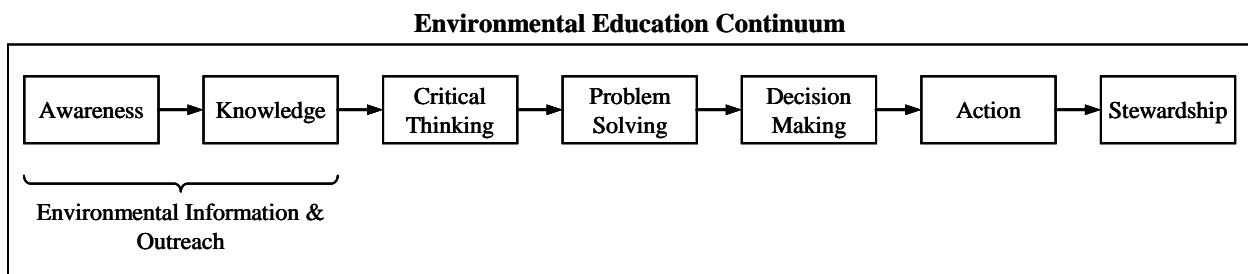 Environmental Education Continuum
Awareness
Knowledge
Critical
Thinking
Problem
Solving
Decision
Making
Action
Stewardship
Environmental Information &
Outreach